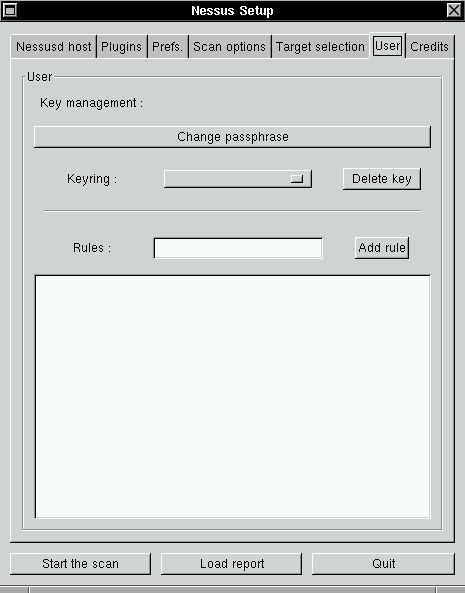 Nessus Setup
Nessusd host Plugins Prefs. Scan options Target selection User Credits
User
Key management :
Change passphrase
Keyring : Delete key
Rules : Add rule
Start the scan Load report Quit